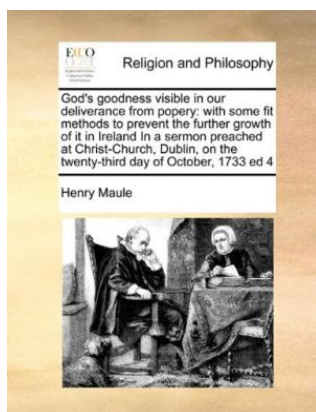 ECCO
Religion and Philosophy
God's goodness visible in our
deliverance from popery: with some fit
methods to prevent the further growth
of it in Ireland In a sermon preached
at Christ-Church, Dublin, on the
twenty-third day of October, 1733 ed 4
Henry Maule